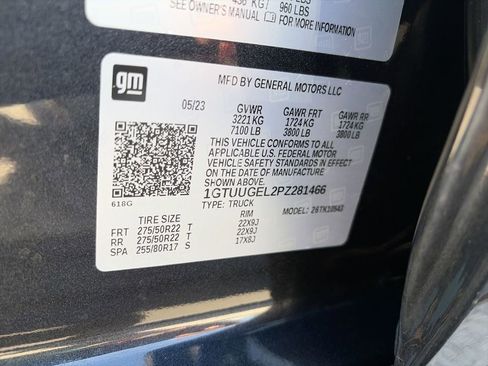 456 KG
SEE OWNER'S MANUAL
960 LBS
gm
MFD BY GENERAL MOTORS LLC
05/23
GVWR GAWR FRT GAWR RR
3221 KG 1724 KG 1724 KG
7100 LB 3800 LB 3800 LB
THIS VEHICLE CONFORMS TO ALL
APPLICABLE U.S. FEDERAL MOTOR
VEHICLE SAFETY STANDARDS IN
EFFECT ON THE DATE OF
MANUFACTURE SHOWN ABOVE.
1GTUUGEL2PZ281466
TYPE: TRUCK MODEL:
618G
TIRE SIZE RIM
FRT 275/50R22 T 22X9J
RR 275/50R22 T 22X9J
SPA 255/80R17 S 17X8J